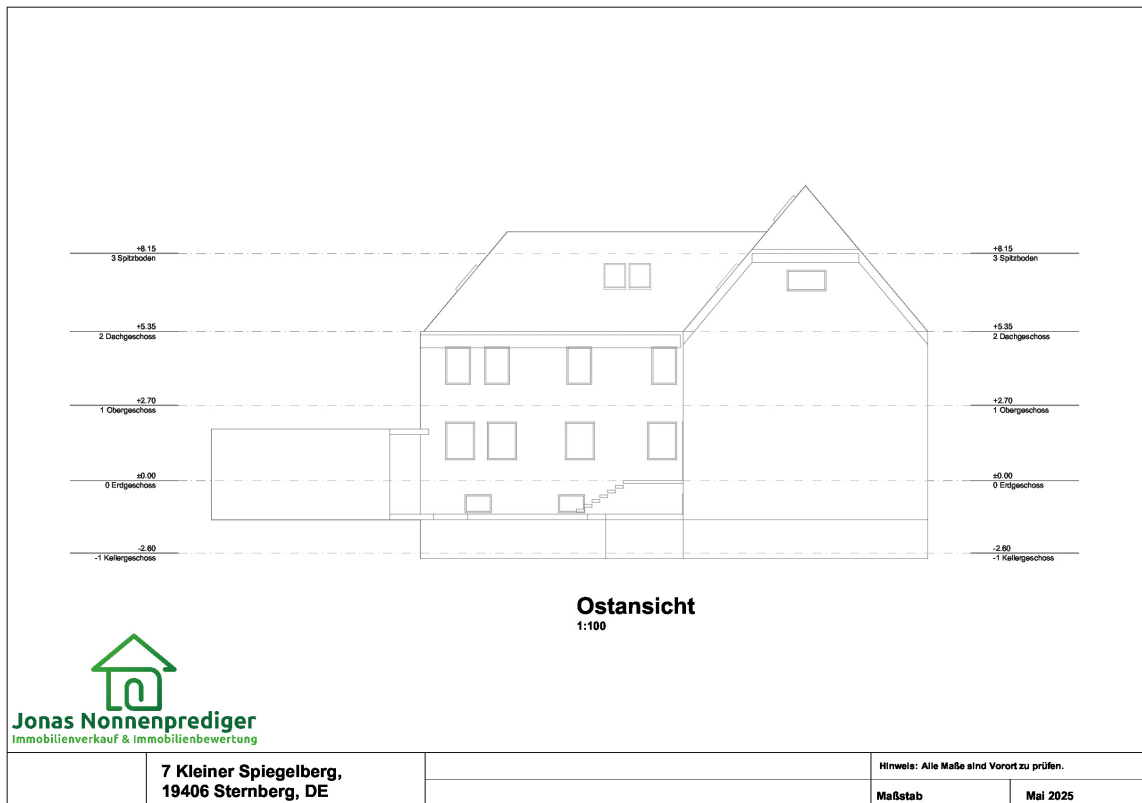 +8.15
3 Spitzboden
+8.15
3 Spitzboden
+5.35
2 Dachgeschoss
+5.35
2 Dachgeschoss
+2.70
1 Obergeschoss
+2.70
1 Obergeschoss
±0.00
0 Erdgeschoss
±0.00
0 Erdgeschoss
-2.60
-1 Kellergeschoss
-2.60
-1 Kellergeschoss
Ostansicht
1:100
Jonas Nonnenprediger
Immobilienverkauf & Immobilienbewertung
7 Kleiner Spiegelberg,
19406 Sternberg, DE
Hinweis: Alle Maße sind Vorort zu prüfen.
Maßstab
Mai 2025